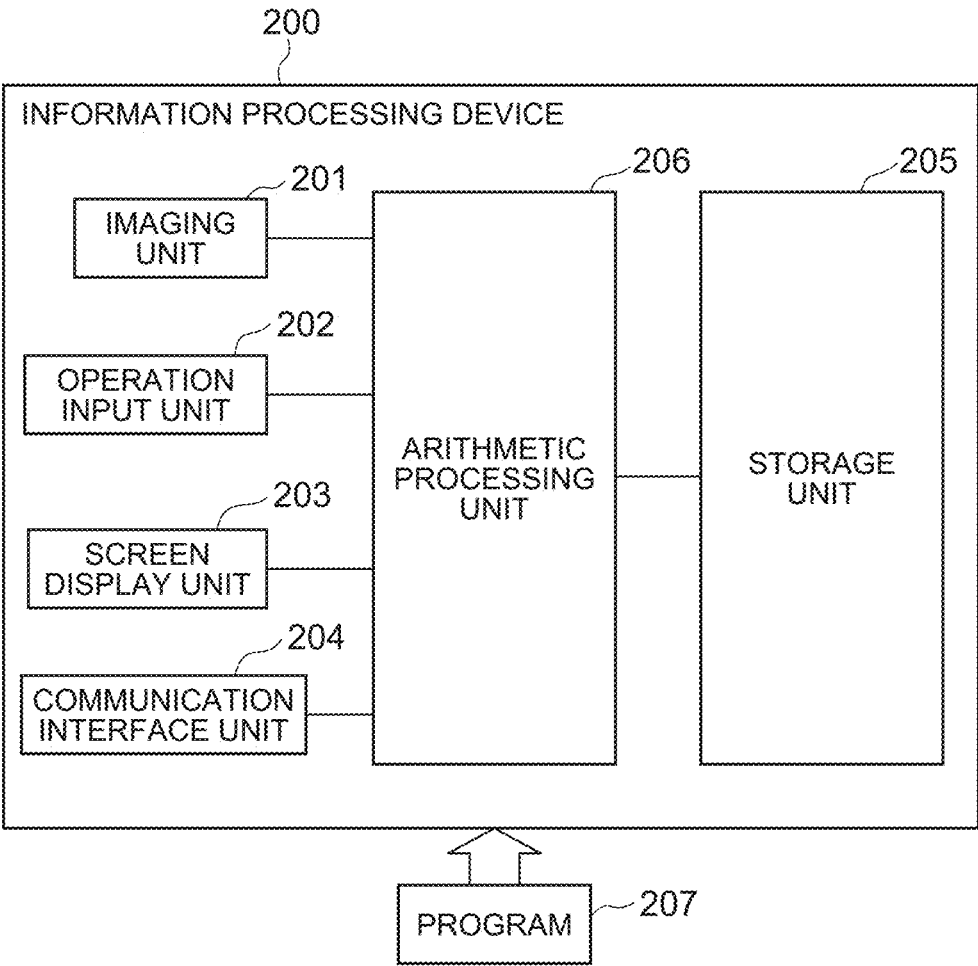 200
INFORMATION PROCESSING DEVICE
201
IMAGING
UNIT
202
OPERATION
INPUT UNIT
203
SCREEN
DISPLAY UNIT
204
COMMUNICATION
INTERFACE UNIT
206
ARITHMETIC
PROCESSING
UNIT
205
STORAGE
UNIT
PROGRAM
207